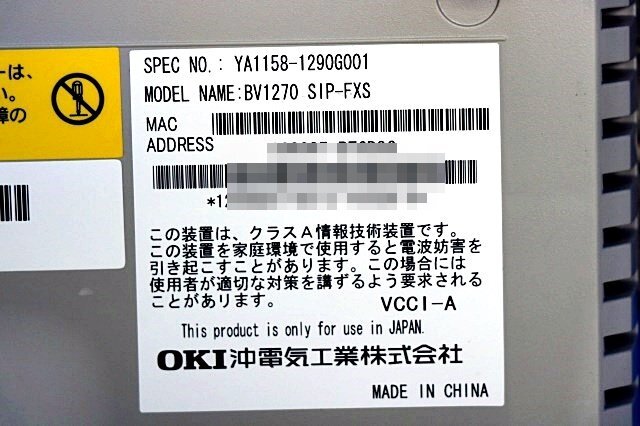 ーは、
い。
障の
SPEC NO.: YA1158-1290G001
MODEL NAME:BV1270 SIP-FXS
MAC
ADDRESS
この装置は、クラスA情報技術装置です。
この装置を家庭環境で使用すると電波妨害を
引き起こすことがあります。この場合には
使用者が適切な対策を講ずるよう要求される
ことがあリます。
VCCI-A
This product is only for use in JAPAN.
OKI沖電気工業株式会社
MADE IN CHINA